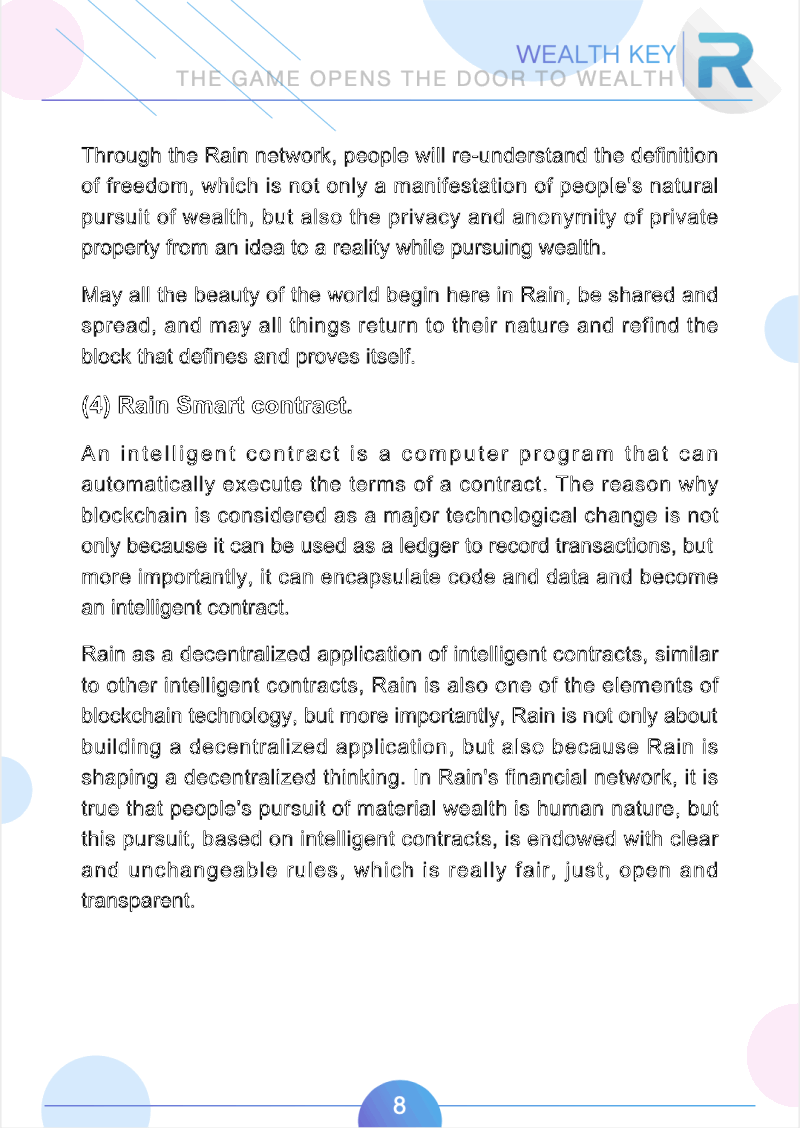 WEALTH KEY
THE GAME OPENS THE DOOR TO WEALTH
R
Through the Rain network, people will re-understand the definition
of freedom, which is not only a manifestation of people's natural
pursuit of wealth, but also the privacy and anonymity of private
property from an idea to a reality while pursuing wealth.
May all the beauty of the world begin here in Rain, be shared and
spread, and may all things return to their nature and refind the
block that defines and proves itself.
(4) Rain Smart contract.
An intelligent contract is a computer program that can
automatically execute the terms of a contract. The reason why
blockchain is considered as a major technological change is not
only because it can be used as a ledger to record transactions, but
more importantly, it can encapsulate code and data and become
an intelligent contract.
Rain as a decentralized application of intelligent contracts, similar
to other intelligent contracts, Rain is also one of the elements of
blockchain technology, but more importantly, Rain is not only about
building a decentralized application, but also because Rain is
shaping a decentralized thinking. In Rain's financial network, it is
true that people's pursuit of material wealth is human nature, but
this pursuit, based on intelligent contracts, is endowed with clear
and unchangeable rules, which is really fair, just, open and
transparent.
8